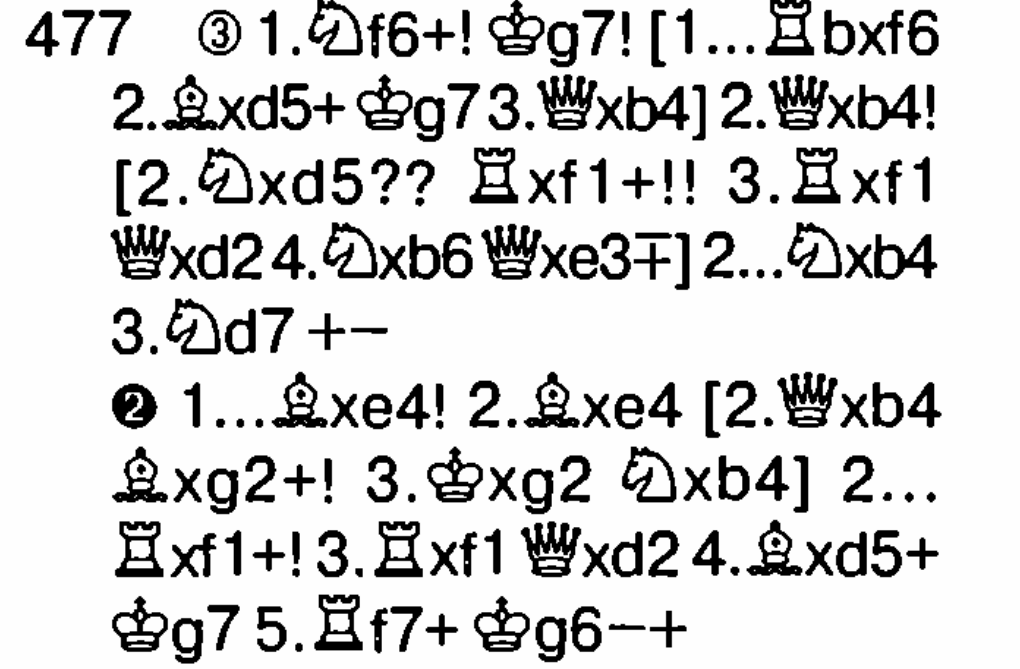 477 ③ 1.♘f6+! ♔g7! [1...♖bxf6
2.♗xd5+ ♔g7 3.♕xb4] 2.♕xb4!
[2.♘xd5?? ♖xf1+!! 3.♖xf1
♕xd2 4.♘xb6 ♕xe3∓] 2...♘xb4
3.♘d7 +−
❷ 1...♗xe4! 2.♗xe4 [2.♕xb4
♗xg2+! 3.♔xg2 ♘xb4] 2...
♖xf1+! 3.♖xf1 ♕xd2 4.♗xd5+
♔g7 5.♖f7+ ♔g6−+